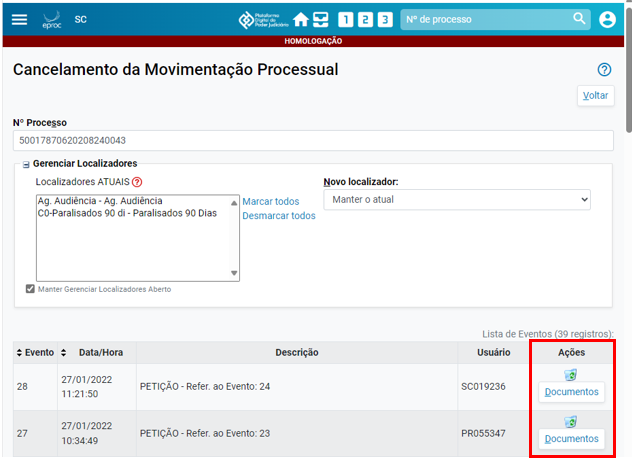 eproc
SC
Plataforma
Digital do
Poder Judiciário
1
2
3
Nº de processo
HOMOLOGAÇÃO
Cancelamento da Movimentação Processual
?
Voltar
Nº Processo
50017870620208240043
Gerenciar Localizadores
Localizadores ATUAIS ?
Novo localizador:
Ag. Audiência - Ag. Audiência
C0-Paralisados 90 di - Paralisados 90 Dias
Marcar todos
Desmarcar todos
Manter o atual
Manter Gerenciar Localizadores Aberto
Lista de Eventos (39 registros):
Evento Data/Hora Descrição Usuário Ações
28 27/01/2022 11:21:50 PETIÇÃO - Refer. ao Evento: 24 SC019236 Documentos
27 27/01/2022 10:34:49 PETIÇÃO - Refer. ao Evento: 23 PR055347 Documentos